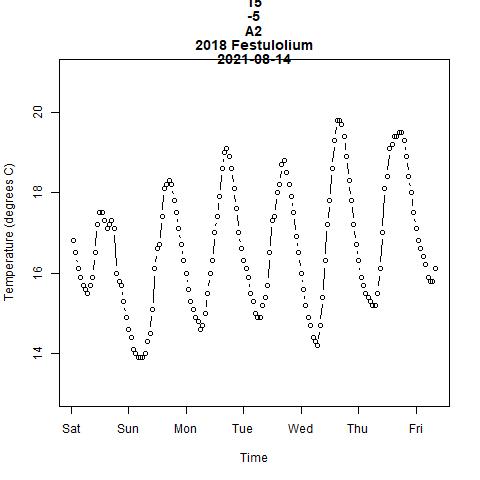 15
-5
A2
2018 Festulolium
2021-08-14
20
18
16
14
Temperature (degrees C)
Sat Sun Mon Tue Wed Thu Fri
Time